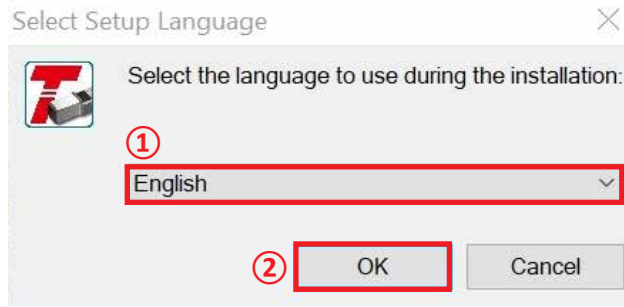 Select Setup Language
Select the language to use during the installation:
①
English
②
OK
Cancel